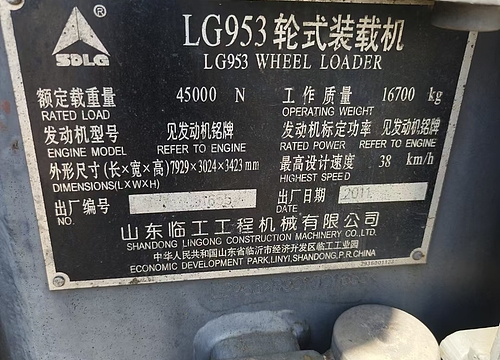 SDLG ®
LG953 轮式装载机
LG953 WHEEL LOADER
额定载重量 45000 N 工作质量 16700 kg
RATED LOAD OPERATING WEIGHT
发动机型号 见发动机铭牌 发动机标定功率 见发动机铭牌
ENGINE MODEL REFER TO ENGINE RATED POWER REFER TO ENGINE
外形尺寸(长×宽×高) 7929×3024×3423 mm 最高设计速度 38 km/h
DIMENSIONS(LXWXH) HIGHEST SPEED
出厂编号 出厂日期 2011
NO. DATE
山东临工工程机械有限公司
SHANDONG LINGONG CONSTRUCTION MACHINERY CO.,LTD.
中华人民共和国山东省临沂市经济开发区临工工业园
ECONOMIC DEVELOPMENT PARK,LINYI,SHANDONG,P.R.CHINA